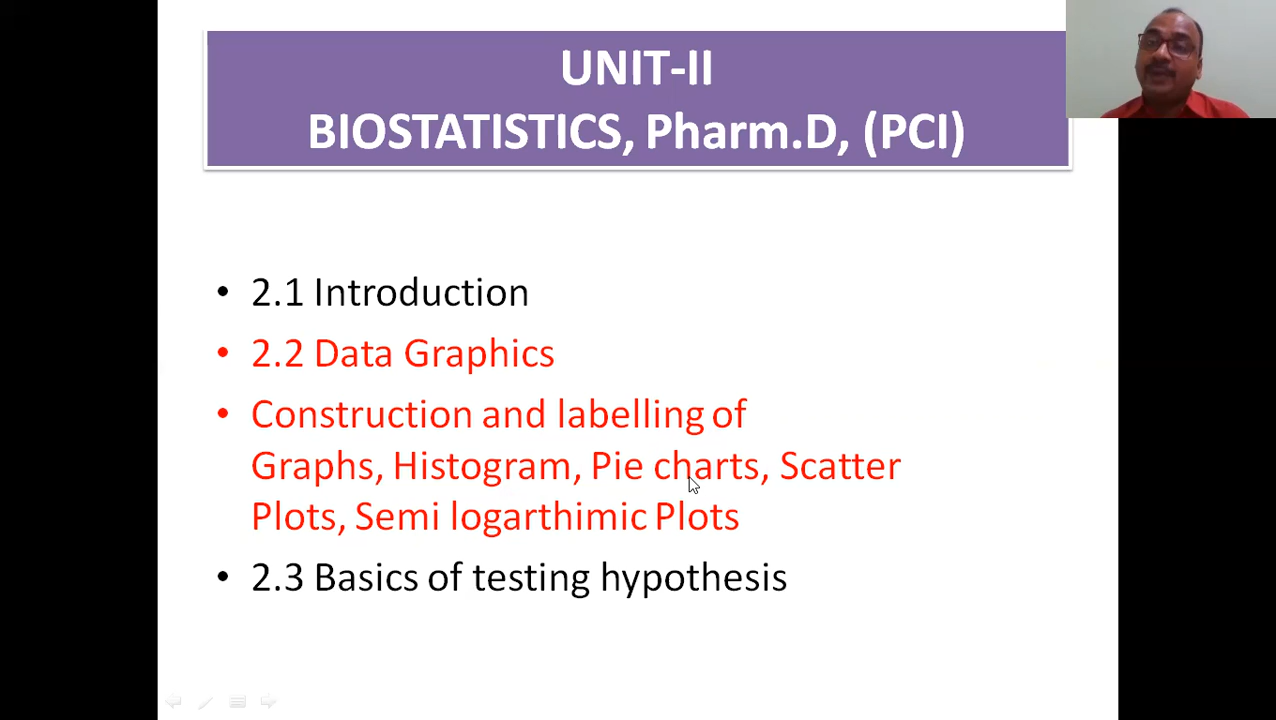 UNIT-II
BIOSTATISTICS, Pharm.D, (PCI)
• 2.1 Introduction
• 2.2 Data Graphics
• Construction and labelling of
Graphs, Histogram, Pie charts, Scatter
Plots, Semi logarthimic Plots
• 2.3 Basics of testing hypothesis